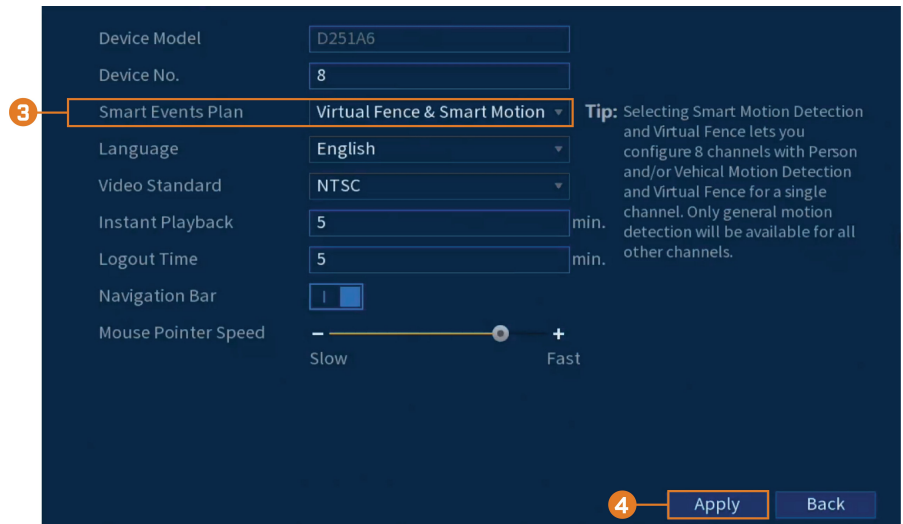 Device Model D251A6
Device No. 8
3 Smart Events Plan Virtual Fence & Smart Motion
Tip: Selecting Smart Motion Detection
and Virtual Fence lets you
configure 8 channels with Person
and/or Vehical Motion Detection
and Virtual Fence for a single
channel. Only general motion
detection will be available for all
other channels.
Language English
Video Standard NTSC
Instant Playback 5 min.
Logout Time 5 min.
Navigation Bar
Mouse Pointer Speed − +
Slow Fast
4 Apply Back